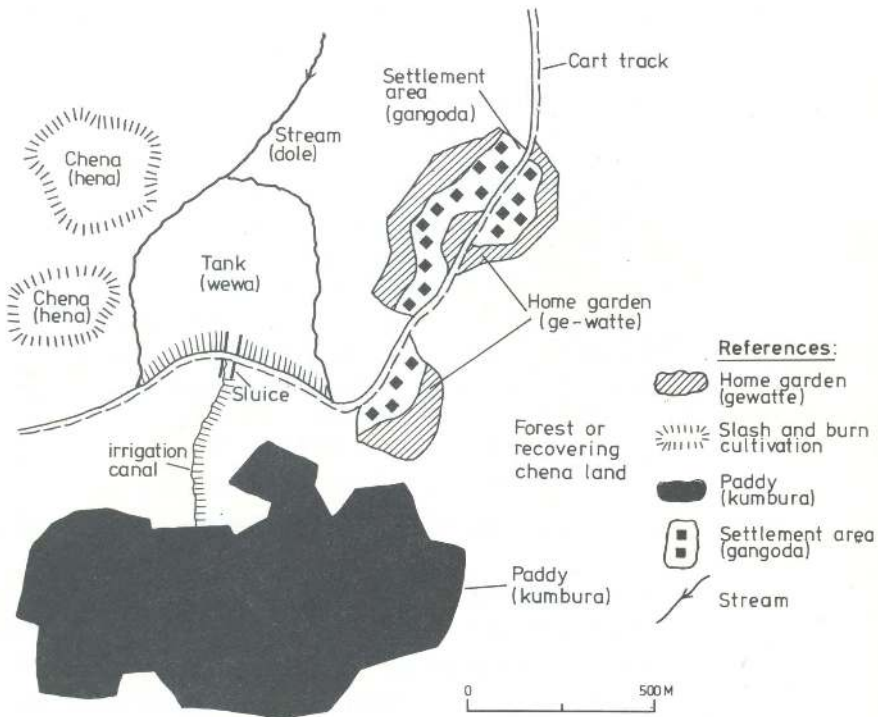 Cart track
Settlement
area
(gangoda)
Stream
(dole)
Chena
(hena)
Tank
(wewa)
Chena
(hena)
Home garden
(ge-watte)
Sluice
irrigation
canal
Forest or
recovering
chena land
Paddy
(kumbura)
References:
Home garden
(gewatte)
Slash and burn
cultivation
Paddy
(kumbura)
Settlement area
(gangoda)
Stream
0 500 M